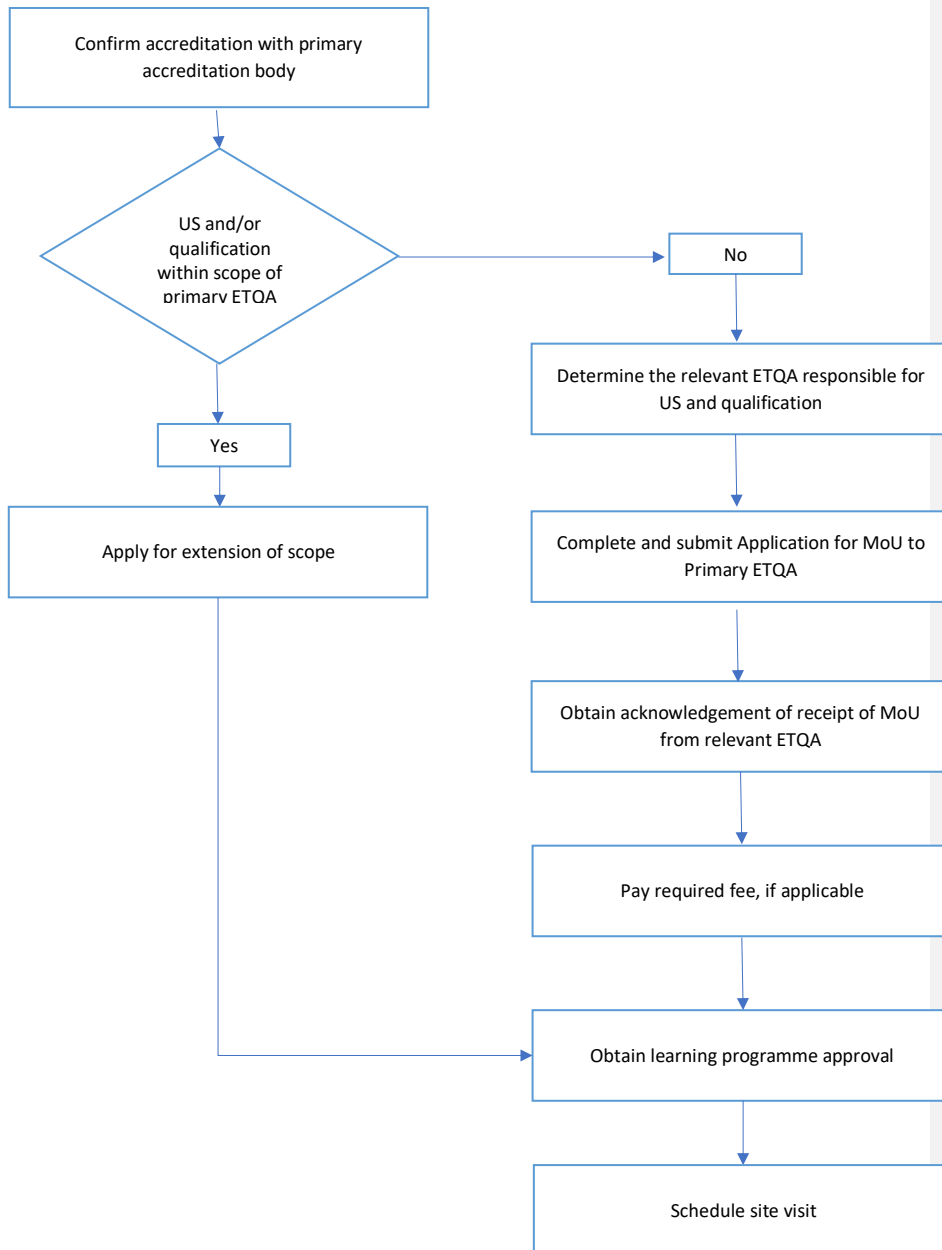 Confirm accreditation with primary
accreditation body
US and/or
qualification
within scope of
primary ETQA
No
Determine the relevant ETQA responsible for
US and qualification
Yes
Apply for extension of scope
Complete and submit Application for MoU to
Primary ETQA
Obtain acknowledgement of receipt of MoU
from relevant ETQA
Pay required fee, if applicable
Obtain learning programme approval
Schedule site visit